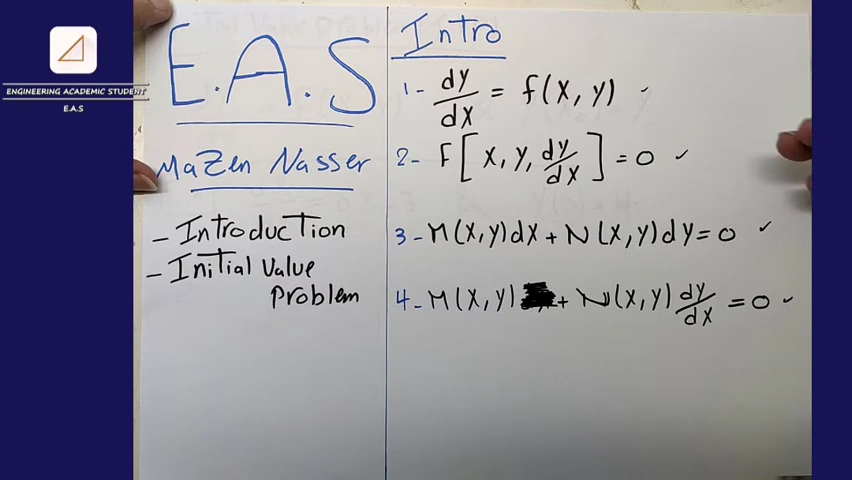 ENGINEERING ACADEMIC STUDENT
E.A.S
E.A.S
Mazen Nasser
- Introduction
- Initial Value
Problem
Intro
1- dy/dx = f(x, y) ✓
2- F[x, y, dy/dx] = 0 ✓
3- M(x,y)dx + N(x,y)dy = 0 ✓
4- M(x,y) + N(x,y) dy/dx = 0 ✓